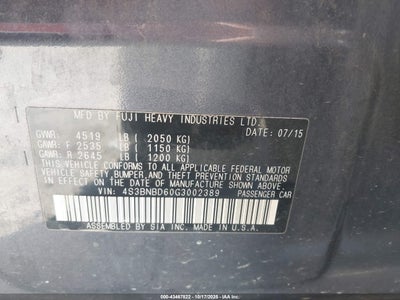 MFD BY FUJI HEAVY INDUSTRIES LTD.
DATE: 07/15
GVWR: 4519 LB ( 2050 KG)
GAWR: F 2535 LB ( 1150 KG)
GAWR: R 2645 LB ( 1200 KG)
THIS VEHICLE CONFORMS TO ALL APPLICABLE FEDERAL MOTOR
VEHICLE SAFETY, BUMPER, AND THEFT PREVENTION STANDARDS
IN EFFECT ON THE DATE OF MANUFACTURE SHOWN ABOVE.
VIN: 4S3BNBD60G3002389 PASSENGER CAR
ASSEMBLED BY SIA INC. MADE IN U.S.A.
000-43467822 - 10/17/2025 - IAAI.COM